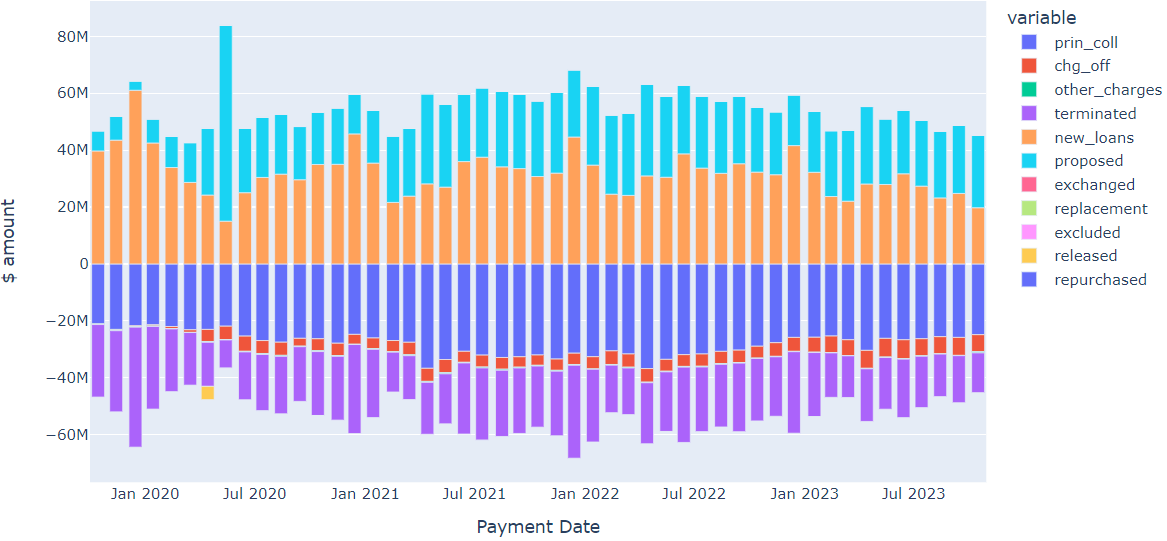 variable
prin_coll
chg_off
other_charges
terminated
new_loans
proposed
exchanged
replacement
excluded
released
repurchased
80M
60M
40M
20M
0
−20M
−40M
−60M
$ amount
Jan 2020 Jul 2020 Jan 2021 Jul 2021 Jan 2022 Jul 2022 Jan 2023 Jul 2023
Payment Date